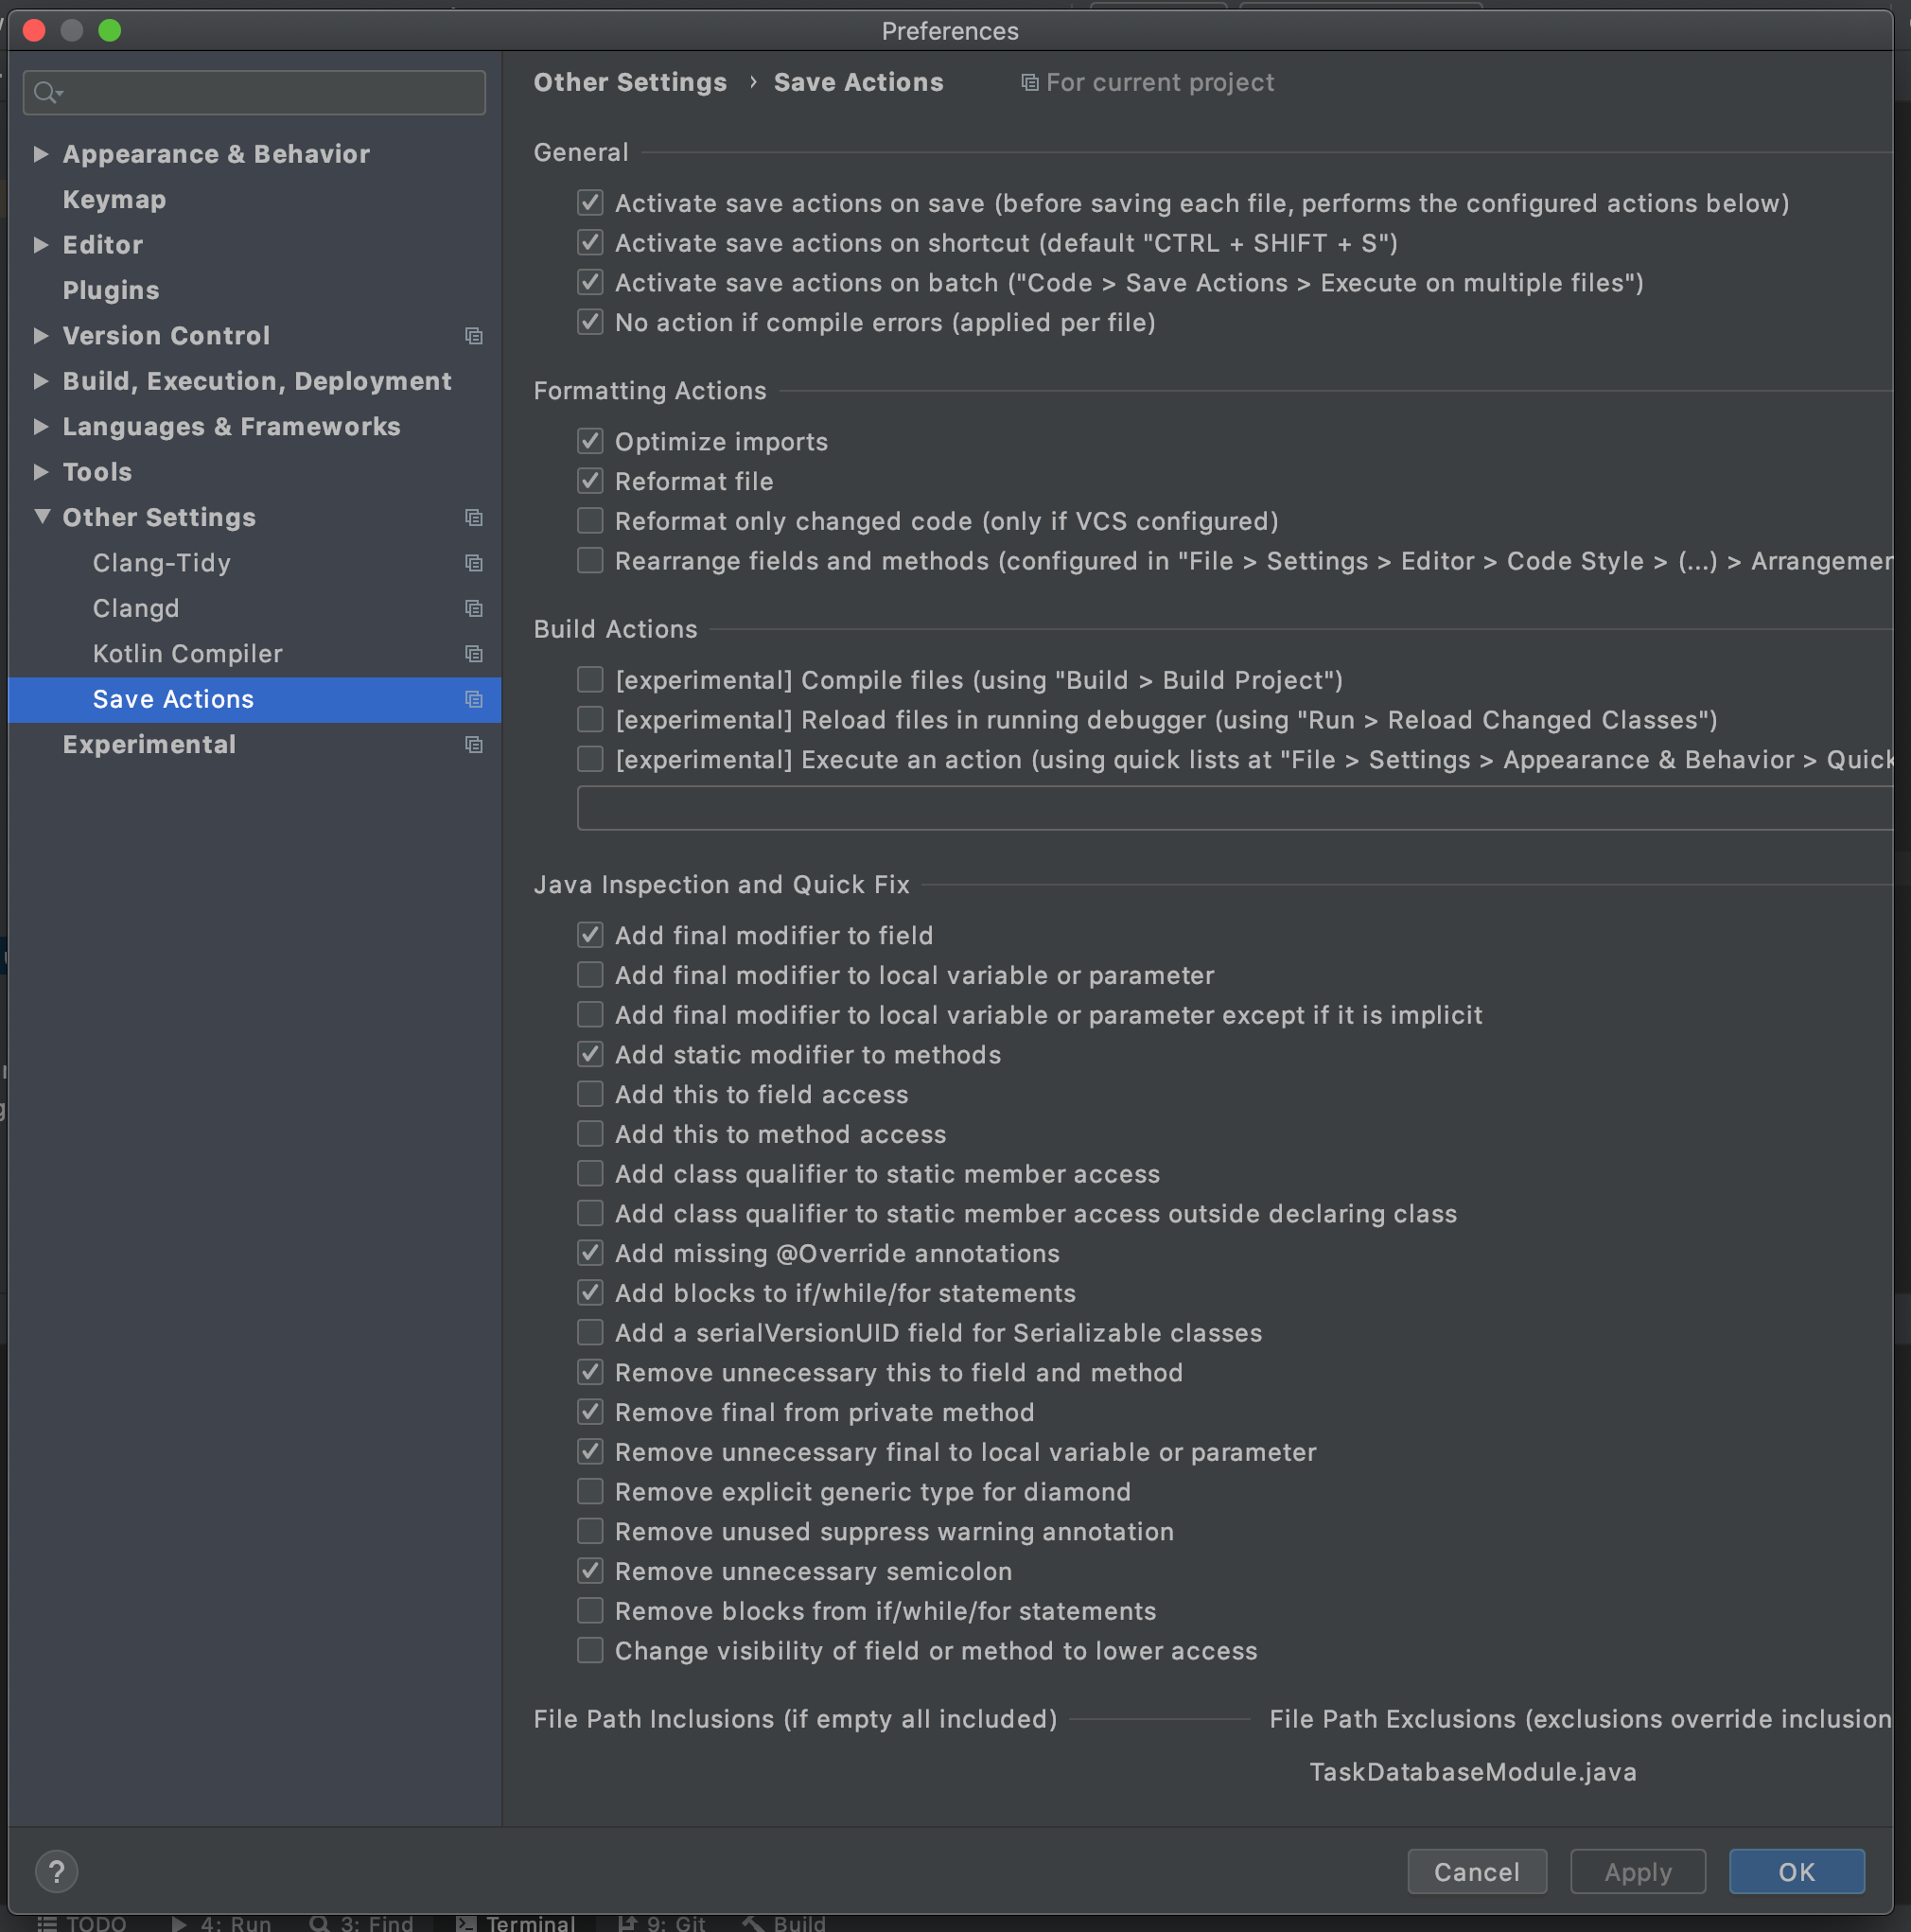 Preferences
Other Settings › Save Actions For current project
Appearance & Behavior
Keymap
Editor
Plugins
Version Control
Build, Execution, Deployment
Languages & Frameworks
Tools
Other Settings
Clang-Tidy
Clangd
Kotlin Compiler
Save Actions
Experimental
General
Activate save actions on save (before saving each file, performs the configured actions below)
Activate save actions on shortcut (default "CTRL + SHIFT + S")
Activate save actions on batch ("Code > Save Actions > Execute on multiple files")
No action if compile errors (applied per file)
Formatting Actions
Optimize imports
Reformat file
Reformat only changed code (only if VCS configured)
Rearrange fields and methods (configured in "File > Settings > Editor > Code Style > (...) > Arrangemen
Build Actions
[experimental] Compile files (using "Build > Build Project")
[experimental] Reload files in running debugger (using "Run > Reload Changed Classes")
[experimental] Execute an action (using quick lists at "File > Settings > Appearance & Behavior > Quick
Java Inspection and Quick Fix
Add final modifier to field
Add final modifier to local variable or parameter
Add final modifier to local variable or parameter except if it is implicit
Add static modifier to methods
Add this to field access
Add this to method access
Add class qualifier to static member access
Add class qualifier to static member access outside declaring class
Add missing @Override annotations
Add blocks to if/while/for statements
Add a serialVersionUID field for Serializable classes
Remove unnecessary this to field and method
Remove final from private method
Remove unnecessary final to local variable or parameter
Remove explicit generic type for diamond
Remove unused suppress warning annotation
Remove unnecessary semicolon
Remove blocks from if/while/for statements
Change visibility of field or method to lower access
File Path Inclusions (if empty all included)
File Path Exclusions (exclusions override inclusion
TaskDatabaseModule.java
? Cancel Apply OK
TODO 4: Run 3: Find Terminal 9: Git Build